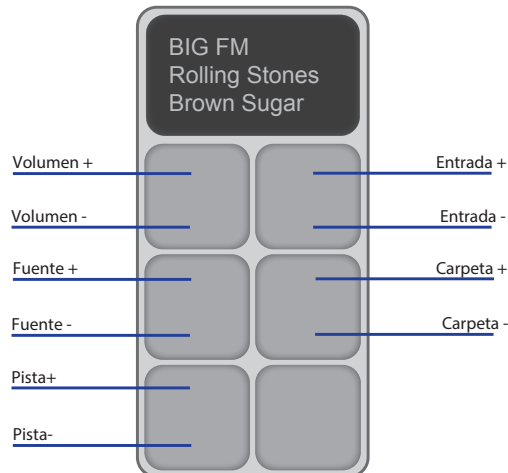 BIG FM
Rolling Stones
Brown Sugar
Volumen +
Entrada +
Volumen -
Entrada -
Fuente +
Carpeta +
Fuente -
Carpeta -
Pista+
Pista-